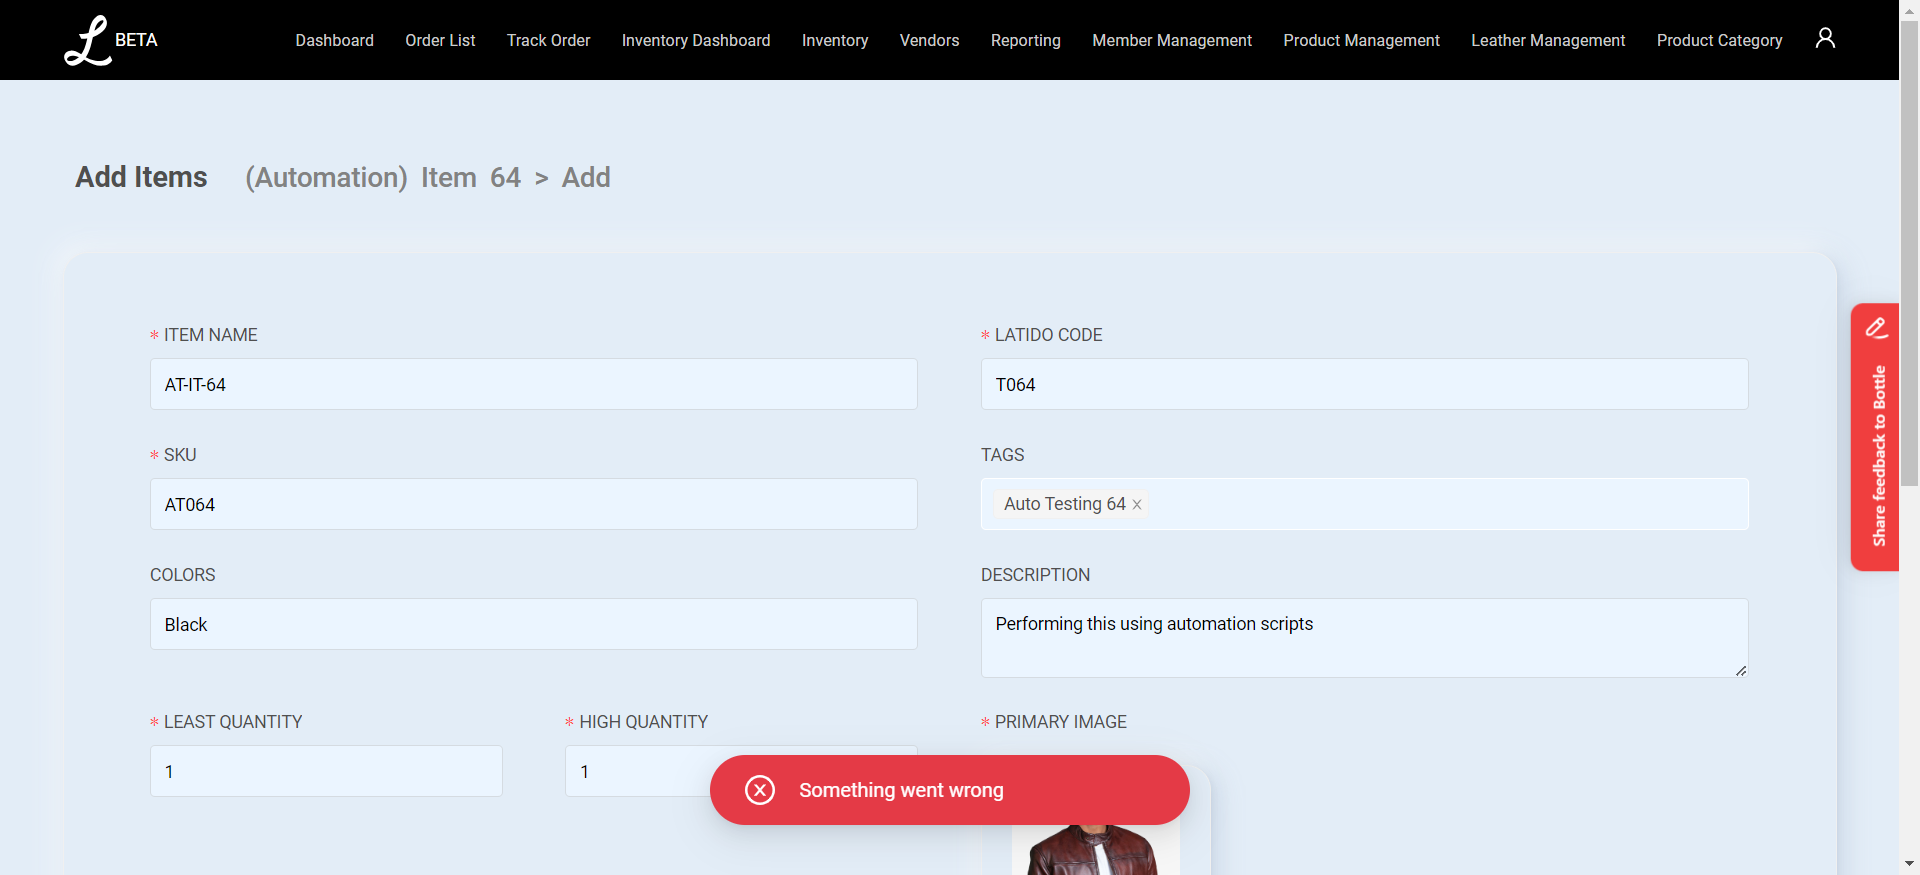 L BETA Dashboard Order List Track Order Inventory Dashboard Inventory Vendors Reporting Member Management Product Management Leather Management Product Category
Add Items (Automation) Item 64 > Add
* ITEM NAME
AT-IT-64
* LATIDO CODE
T064
* SKU
AT064
TAGS
Auto Testing 64 ×
COLORS
Black
DESCRIPTION
Performing this using automation scripts
* LEAST QUANTITY
1
* HIGH QUANTITY
1
* PRIMARY IMAGE
Something went wrong
Share feedback to Bottle